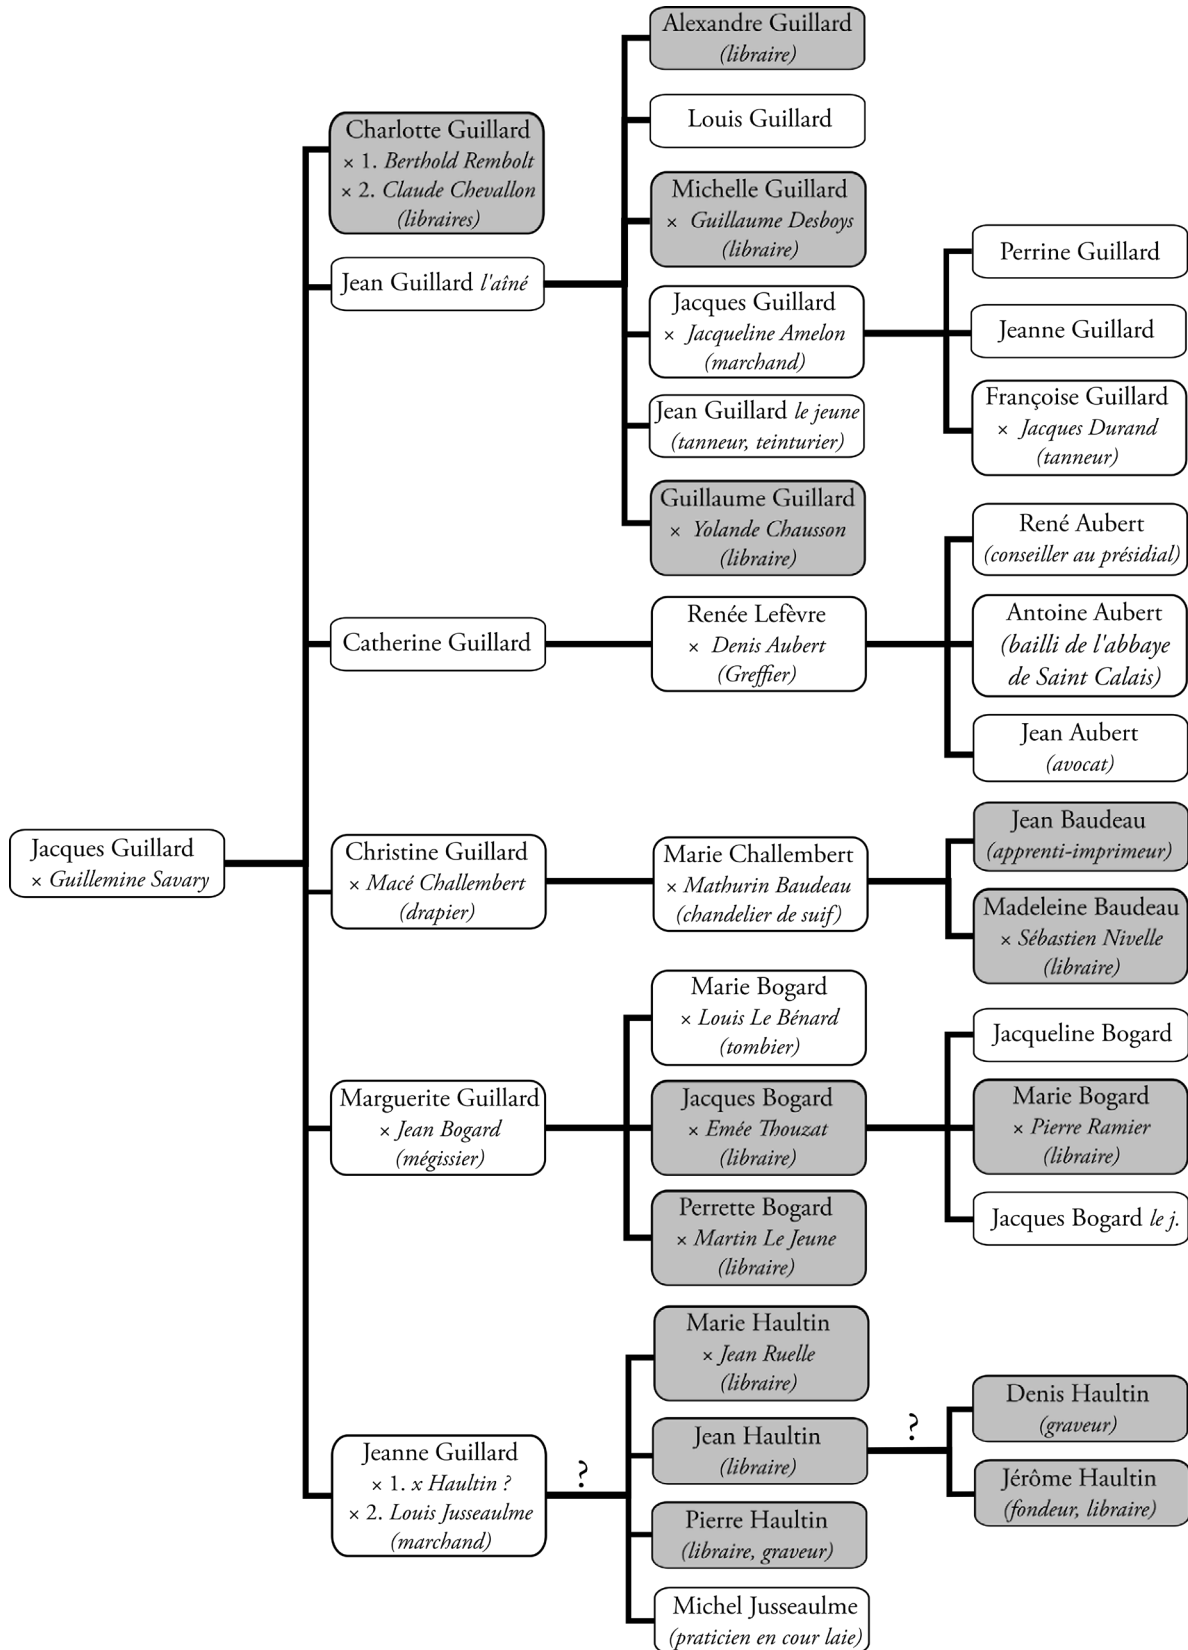 Jacques Guillard
× Guillemine Savary
Charlotte Guillard
× 1. Berthold Rembolt
× 2. Claude Chevallon
(libraires)
Jean Guillard l'aîné
Alexandre Guillard
(libraire)
Louis Guillard
Michelle Guillard
× Guillaume Desboys
(libraire)
Jacques Guillard
× Jacqueline Amelon
(marchand)
Perrine Guillard
Jeanne Guillard
Françoise Guillard
× Jacques Durand
(tanneur)
Jean Guillard le jeune
(tanneur, teinturier)
Guillaume Guillard
× Yolande Chausson
(libraire)
Catherine Guillard
Renée Lefèvre
× Denis Aubert
(Greffier)
René Aubert
(conseiller au présidial)
Antoine Aubert
(bailli de l'abbaye
de Saint Calais)
Jean Aubert
(avocat)
Christine Guillard
× Macé Challembert
(drapier)
Marie Challembert
× Mathurin Baudeau
(chandelier de suif)
Jean Baudeau
(apprenti-imprimeur)
Madeleine Baudeau
× Sébastien Nivelle
(libraire)
Marguerite Guillard
× Jean Bogard
(mégissier)
Marie Bogard
× Louis Le Bénard
(tombier)
Jacques Bogard
× Emée Thouzat
(libraire)
Jacqueline Bogard
Marie Bogard
× Pierre Ramier
(libraire)
Jacques Bogard le j.
Perrette Bogard
× Martin Le Jeune
(libraire)
Jeanne Guillard
× 1. x Haultin ?
× 2. Louis Jusseaulme
(marchand)
?
Marie Haultin
× Jean Ruelle
(libraire)
Jean Haultin
(libraire)
?
Denis Haultin
(graveur)
Jérôme Haultin
(fondeur, libraire)
Pierre Haultin
(libraire, graveur)
Michel Jusseaulme
(praticien en cour laie)